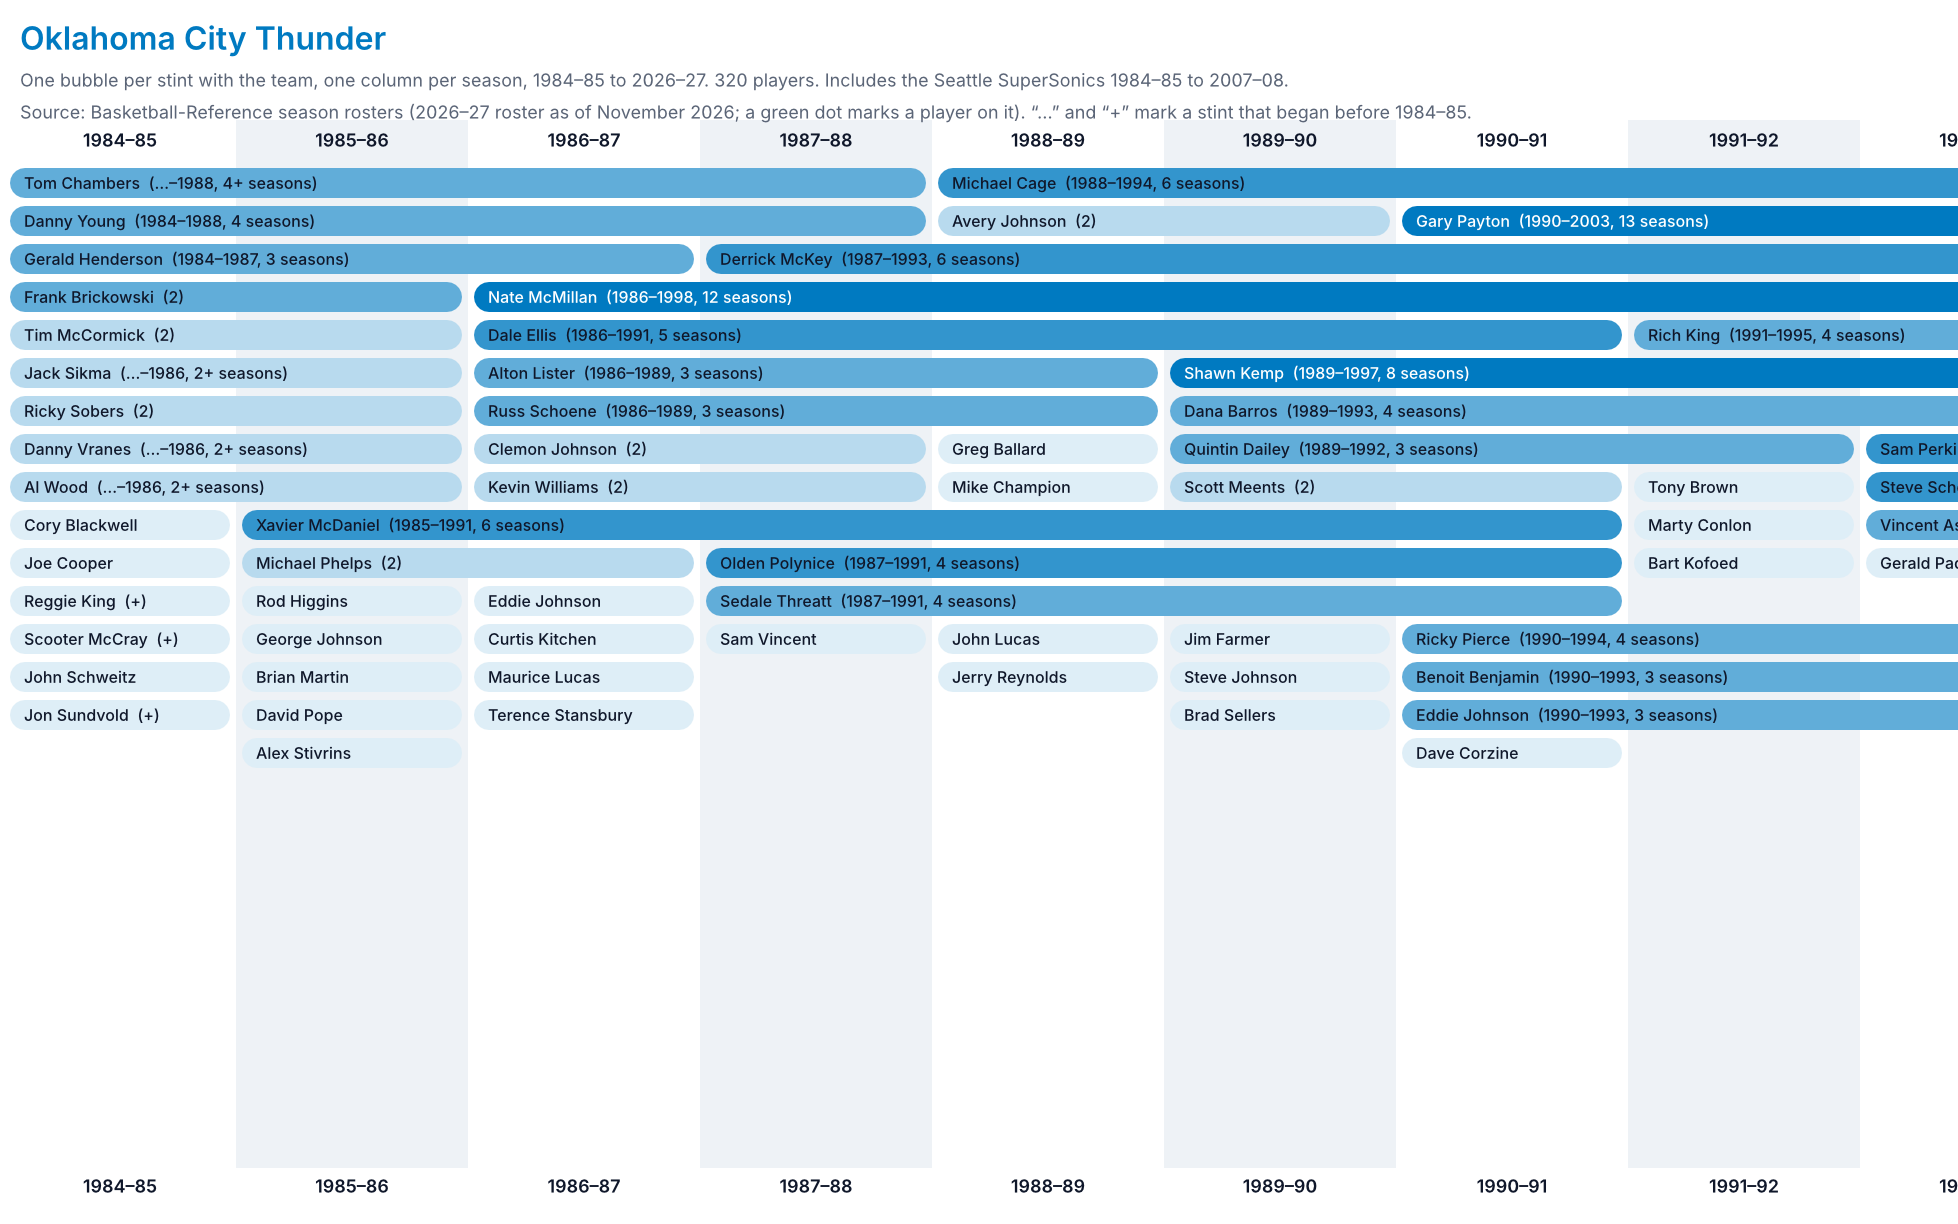 Oklahoma City Thunder
One bubble per stint with the team, one column per season, 1984–85 to 2026–27. 320 players. Includes the Seattle SuperSonics 1984–85 to 2007–08.
Source: Basketball-Reference season rosters (2026–27 roster as of November 2026; a green dot marks a player on it). “…” and “+” mark a stint that began before 1984–85.
1984–85 1985–86 1986–87 1987–88 1988–89 1989–90 1990–91 1991–92 19
Tom Chambers (…–1988, 4+ seasons) Michael Cage (1988–1994, 6 seasons)
Danny Young (1984–1988, 4 seasons) Avery Johnson (2) Gary Payton (1990–2003, 13 seasons)
Gerald Henderson (1984–1987, 3 seasons) Derrick McKey (1987–1993, 6 seasons)
Frank Brickowski (2) Nate McMillan (1986–1998, 12 seasons)
Tim McCormick (2) Dale Ellis (1986–1991, 5 seasons) Rich King (1991–1995, 4 seasons)
Jack Sikma (…–1986, 2+ seasons) Alton Lister (1986–1989, 3 seasons) Shawn Kemp (1989–1997, 8 seasons)
Ricky Sobers (2) Russ Schoene (1986–1989, 3 seasons) Dana Barros (1989–1993, 4 seasons)
Danny Vranes (…–1986, 2+ seasons) Clemon Johnson (2) Greg Ballard Quintin Dailey (1989–1992, 3 seasons) Sam Perki
Al Wood (…–1986, 2+ seasons) Kevin Williams (2) Mike Champion Scott Meents (2) Tony Brown Steve Sch
Cory Blackwell Xavier McDaniel (1985–1991, 6 seasons) Marty Conlon Vincent As
Joe Cooper Michael Phelps (2) Olden Polynice (1987–1991, 4 seasons) Bart Kofoed Gerald Pad
Reggie King (+) Rod Higgins Eddie Johnson Sedale Threatt (1987–1991, 4 seasons)
Scooter McCray (+) George Johnson Curtis Kitchen Sam Vincent John Lucas Jim Farmer Ricky Pierce (1990–1994, 4 seasons)
John Schweitz Brian Martin Maurice Lucas Jerry Reynolds Steve Johnson Benoit Benjamin (1990–1993, 3 seasons)
Jon Sundvold (+) David Pope Terence Stansbury Brad Sellers Eddie Johnson (1990–1993, 3 seasons)
Alex Stivrins Dave Corzine
1984–85 1985–86 1986–87 1987–88 1988–89 1989–90 1990–91 1991–92 19